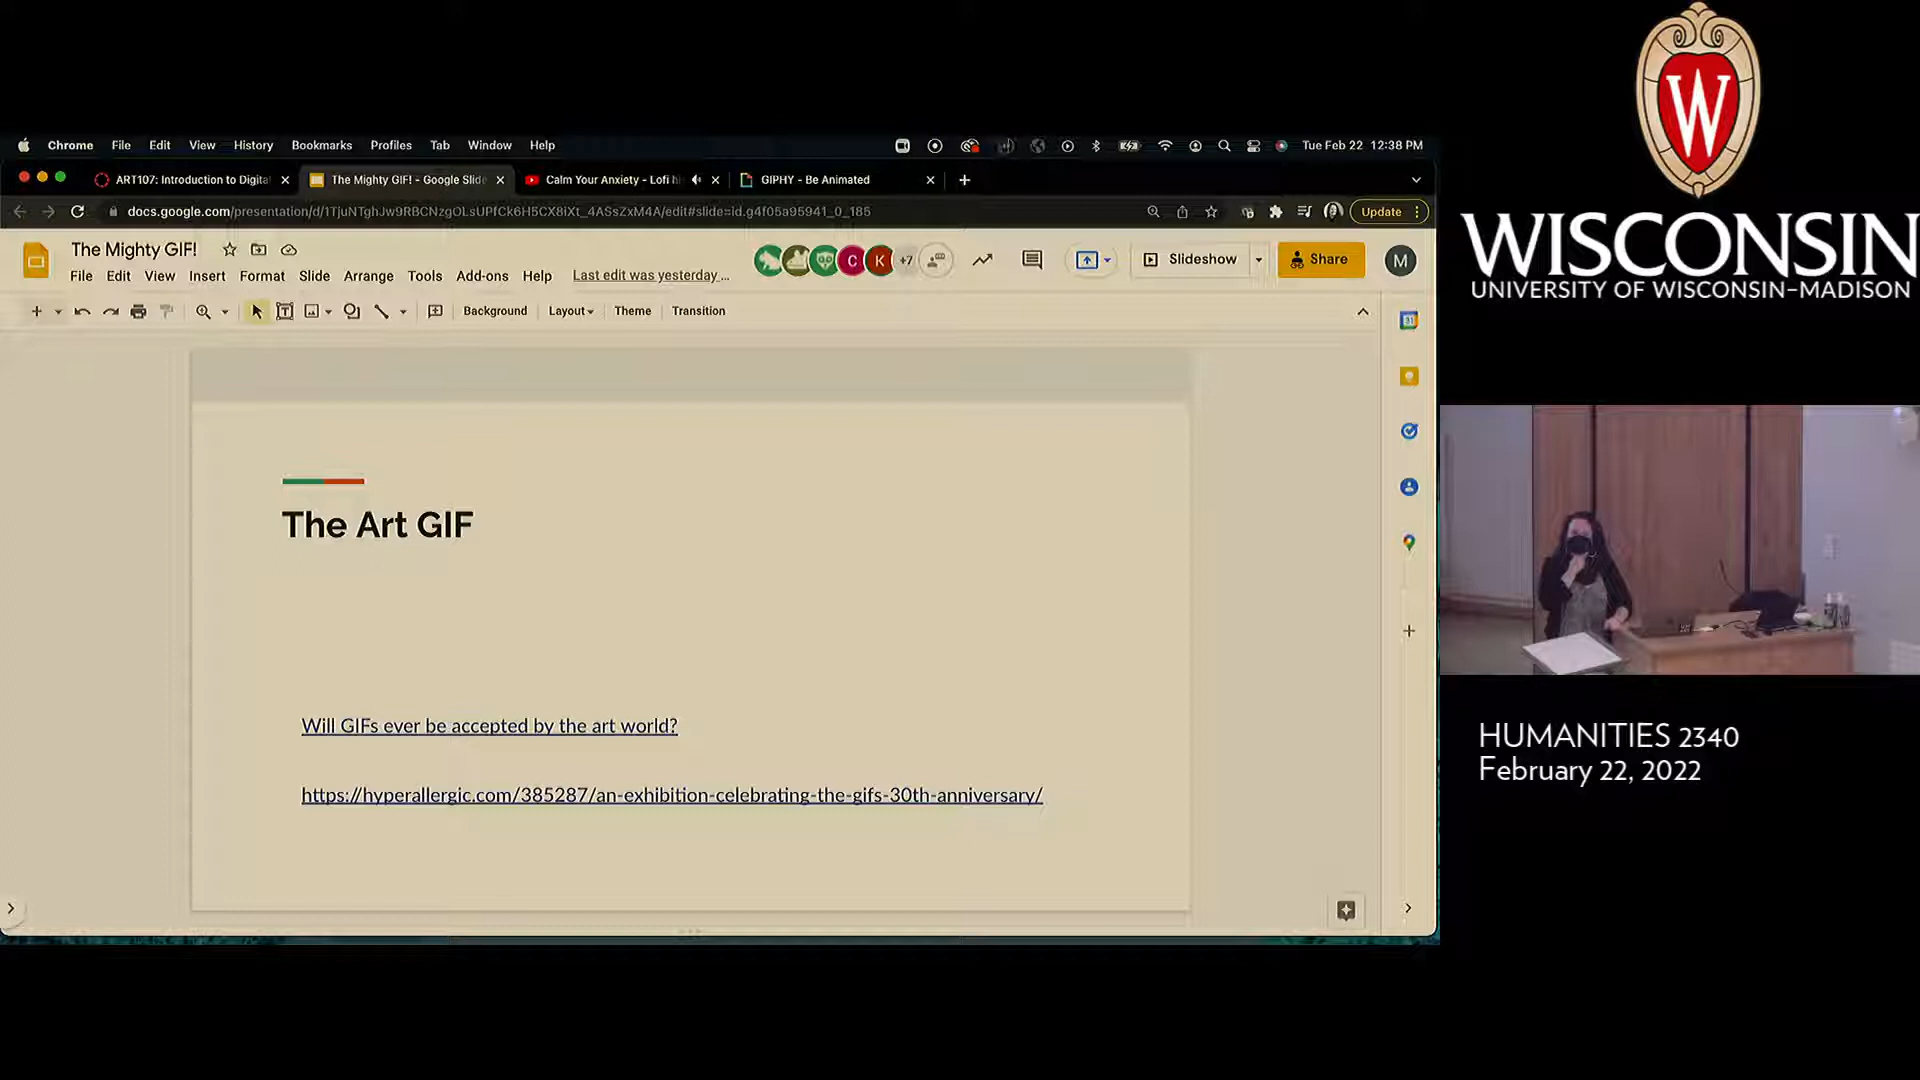 Chrome File Edit View History Bookmarks Profiles Tab Window Help Tue Feb 22 12:38 PM
ART107: Introduction to Digita
The Mighty GIF! - Google Slide
Calm Your Anxiety - Lofi hi
GIPHY - Be Animated
docs.google.com/presentation/d/1TjuNTghJw9RBCNzgOLsUPfCk6H5CX8iXt_4ASsZxM4A/edit#slide=id.g4f05a95941_0_185
Update
The Mighty GIF!
File Edit View Insert Format Slide Arrange Tools Add-ons Help Last edit was yesterday ...
C K +7
Slideshow
Share
M
Background Layout Theme Transition
31
The Art GIF
Will GIFs ever be accepted by the art world?
https://hyperallergic.com/385287/an-exhibition-celebrating-the-gifs-30th-anniversary/
W
WISCONSIN
UNIVERSITY OF WISCONSIN–MADISON
HUMANITIES 2340
February 22, 2022